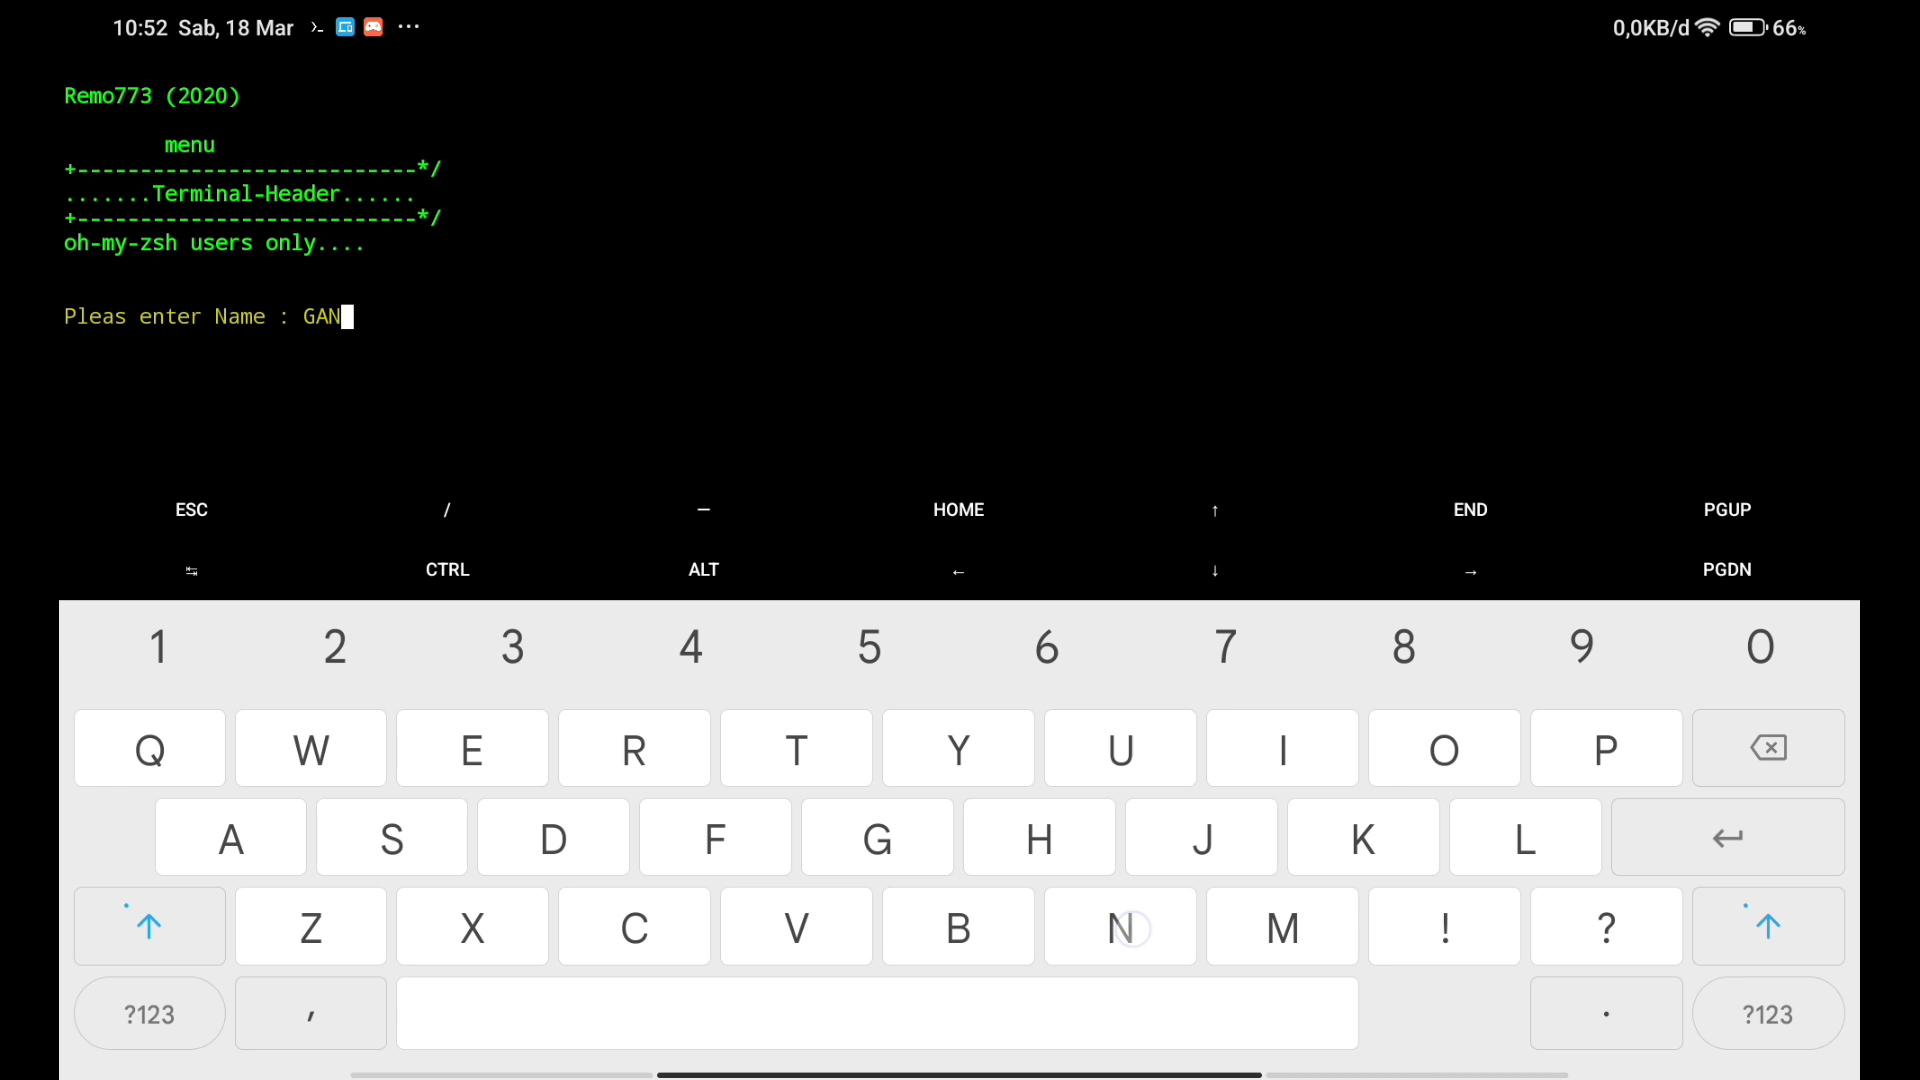 10:52 Sab, 18 Mar ... 0,0KB/d 66%
Remo773 (2020)
menu
+---------------------------*/
.......Terminal-Header......
+---------------------------*/
oh-my-zsh users only....
Pleas enter Name : GAN
ESC / — HOME ↑ END PGUP
↹ CTRL ALT ← ↓ → PGDN
1 2 3 4 5 6 7 8 9 0
Q W E R T Y U I O P
A S D F G H J K L
Z X C V B N M ! ?
?123 , . ?123